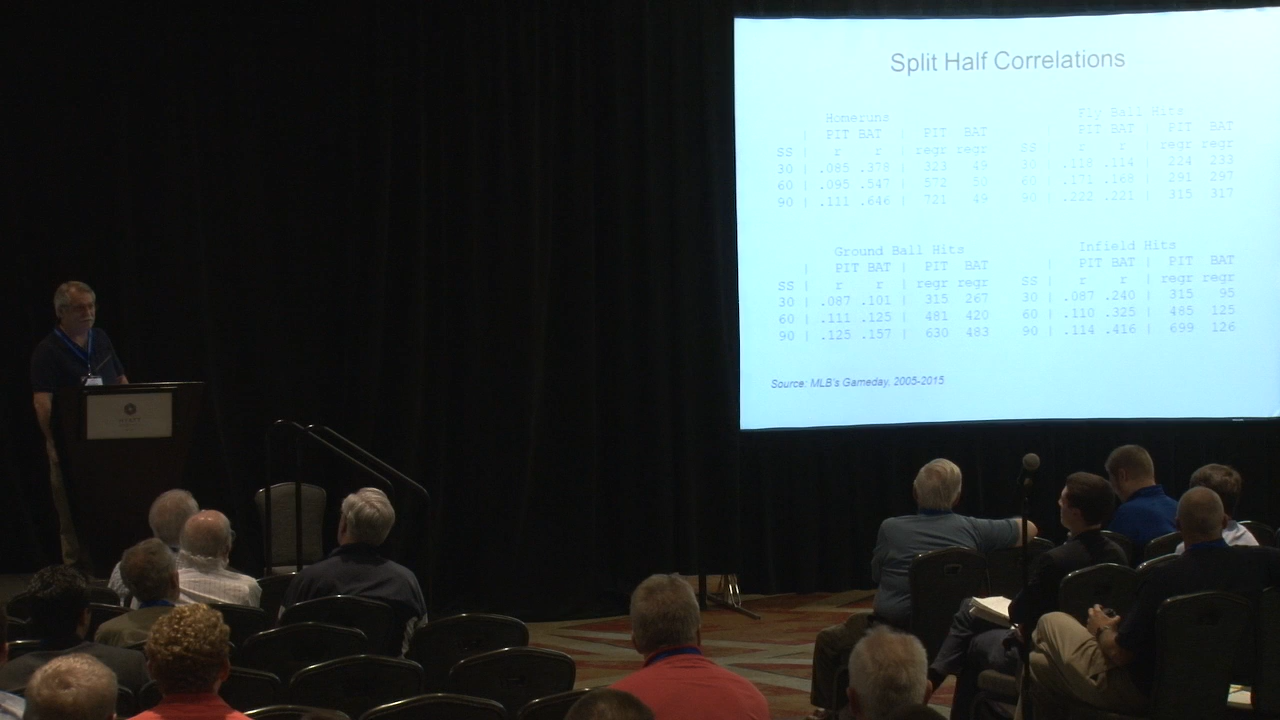 Split Half Correlations
Homeruns
| PIT BAT | PIT BAT
SS | r r | regr regr
30 | .085 .378 | 323 49
60 | .095 .547 | 572 50
90 | .111 .646 | 721 49
Fly Ball Hits
| PIT BAT | PIT BAT
SS | r r | regr regr
30 | .118 .114 | 224 233
60 | .171 .168 | 291 297
90 | .222 .221 | 315 317
Ground Ball Hits
| PIT BAT | PIT BAT
SS | r r | regr regr
30 | .087 .101 | 315 267
60 | .111 .125 | 481 420
90 | .125 .157 | 630 483
Infield Hits
| PIT BAT | PIT BAT
SS | r r | regr regr
30 | .087 .240 | 315 95
60 | .110 .325 | 485 125
90 | .114 .416 | 699 126
Source: MLB's Gameday, 2005-2015
HYATT